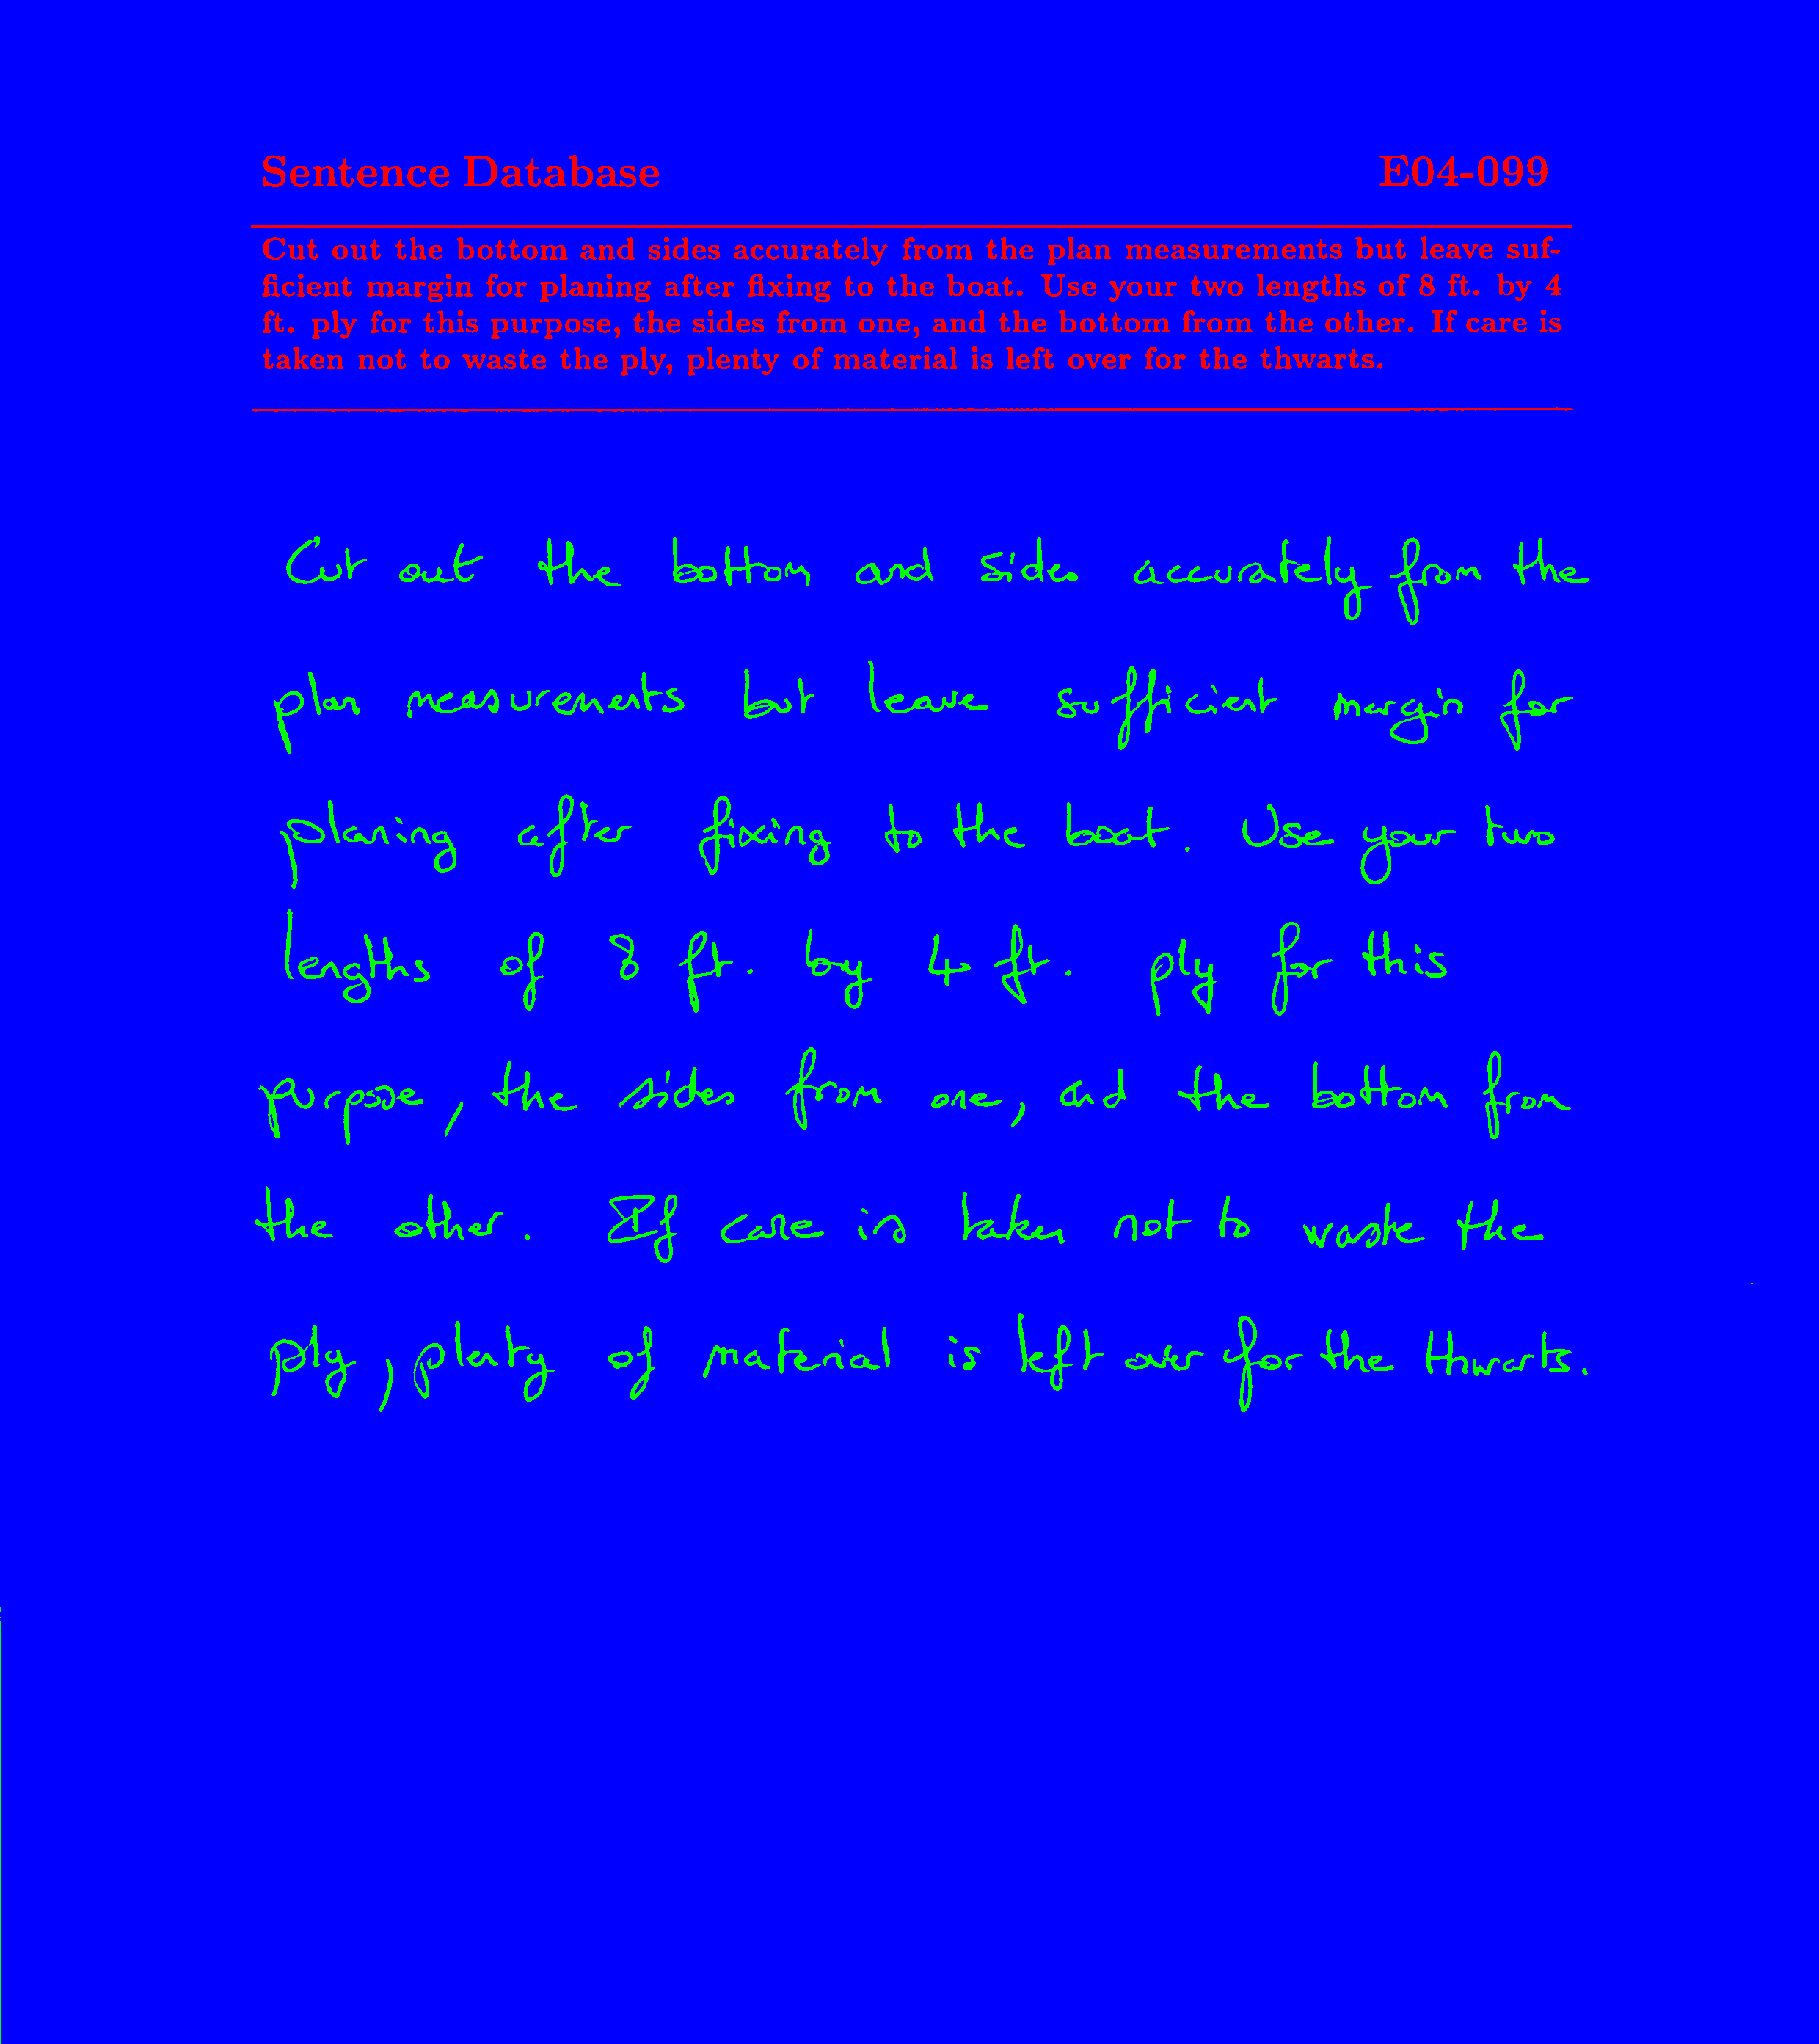 Sentence Database E04-099
Cut out the bottom and sides accurately from the plan measurements but leave suf-
ficient margin for planing after fixing to the boat. Use your two lengths of 8 ft. by 4
ft. ply for this purpose, the sides from one, and the bottom from the other. If care is
taken not to waste the ply, plenty of material is left over for the thwarts.
Cut out the bottom and sides accurately from the
plan measurements but leave sufficient margin for
planing after fixing to the boat. Use your two
lengths of 8 ft. by 4 ft. ply for this
purpose, the sides from one, and the bottom from
the other. If care is taken not to waste the
ply, plenty of material is left over for the thwarts.